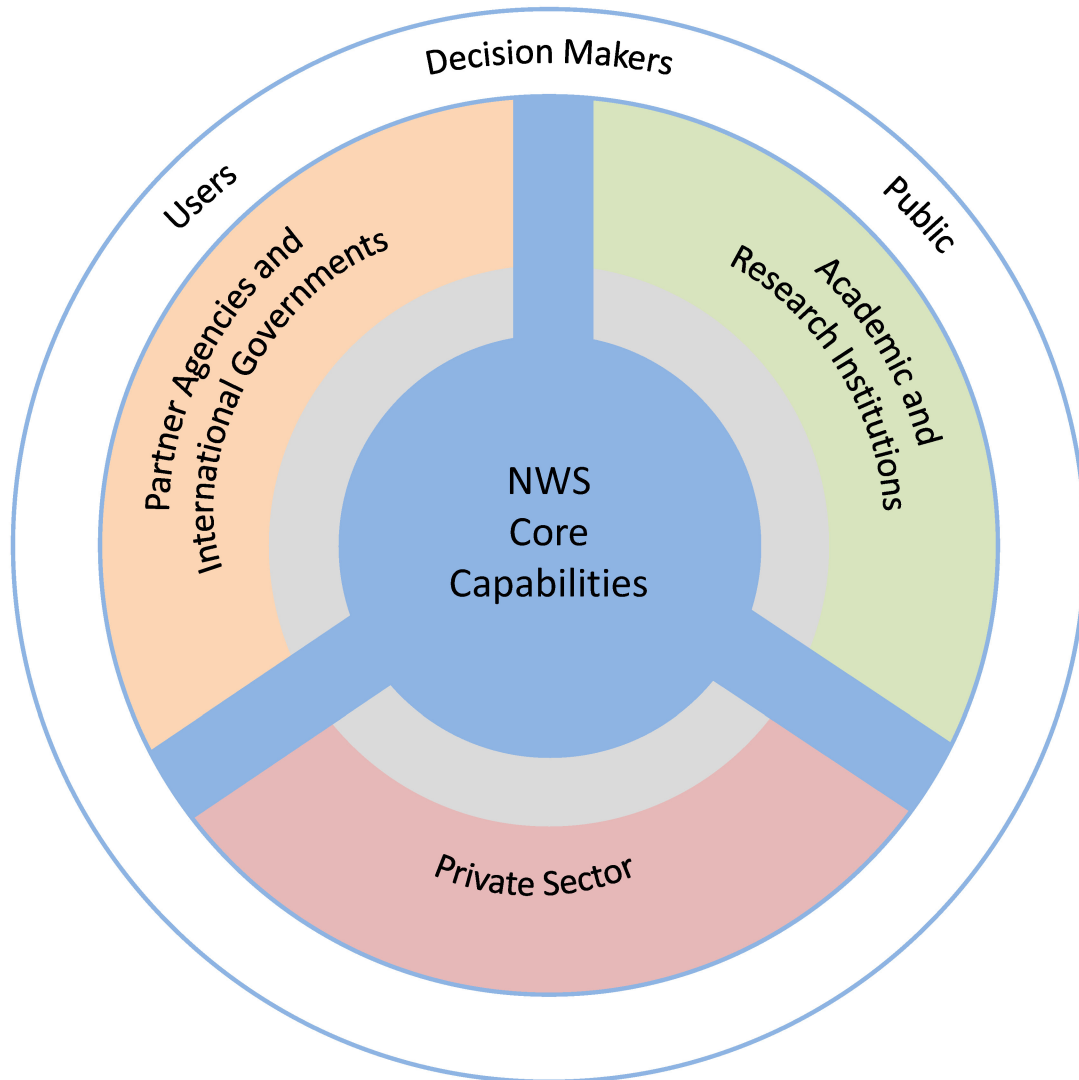 Decision Makers
Users
Public
Partner Agencies and
International Governments
Academic and
Research Institutions
NWS
Core
Capabilities
Private Sector